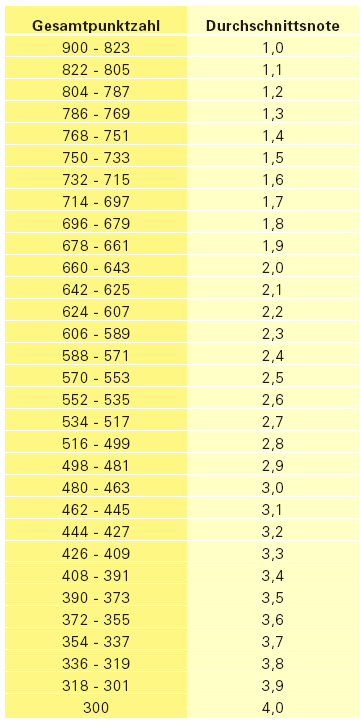 Gesamtpunktzahl Durchschnittsnote
900 - 823 1,0
822 - 805 1,1
804 - 787 1,2
786 - 769 1,3
768 - 751 1,4
750 - 733 1,5
732 - 715 1,6
714 - 697 1,7
696 - 679 1,8
678 - 661 1,9
660 - 643 2,0
642 - 625 2,1
624 - 607 2,2
606 - 589 2,3
588 - 571 2,4
570 - 553 2,5
552 - 535 2,6
534 - 517 2,7
516 - 499 2,8
498 - 481 2,9
480 - 463 3,0
462 - 445 3,1
444 - 427 3,2
426 - 409 3,3
408 - 391 3,4
390 - 373 3,5
372 - 355 3,6
354 - 337 3,7
336 - 319 3,8
318 - 301 3,9
300 4,0